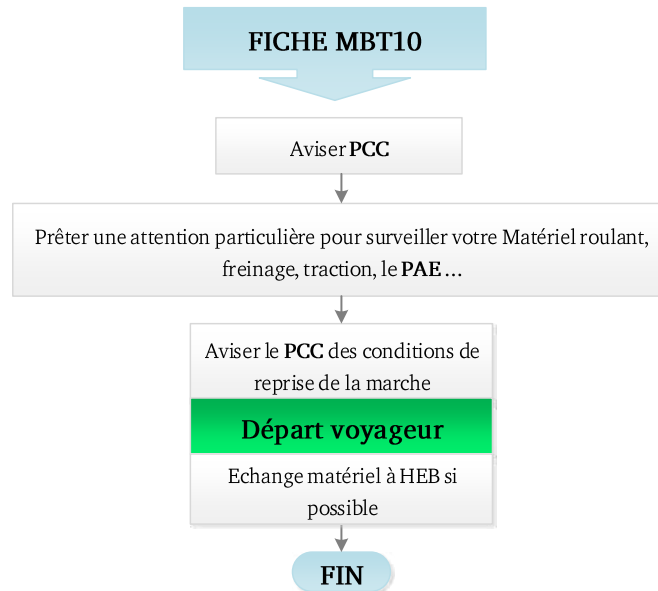 FICHE MBT10
Aviser PCC
Prêter une attention particulière pour surveiller votre Matériel roulant,
freinage, traction, le PAE…
Aviser le PCC des conditions de
reprise de la marche
Départ voyageur
Echange matériel à HEB si
possible
FIN